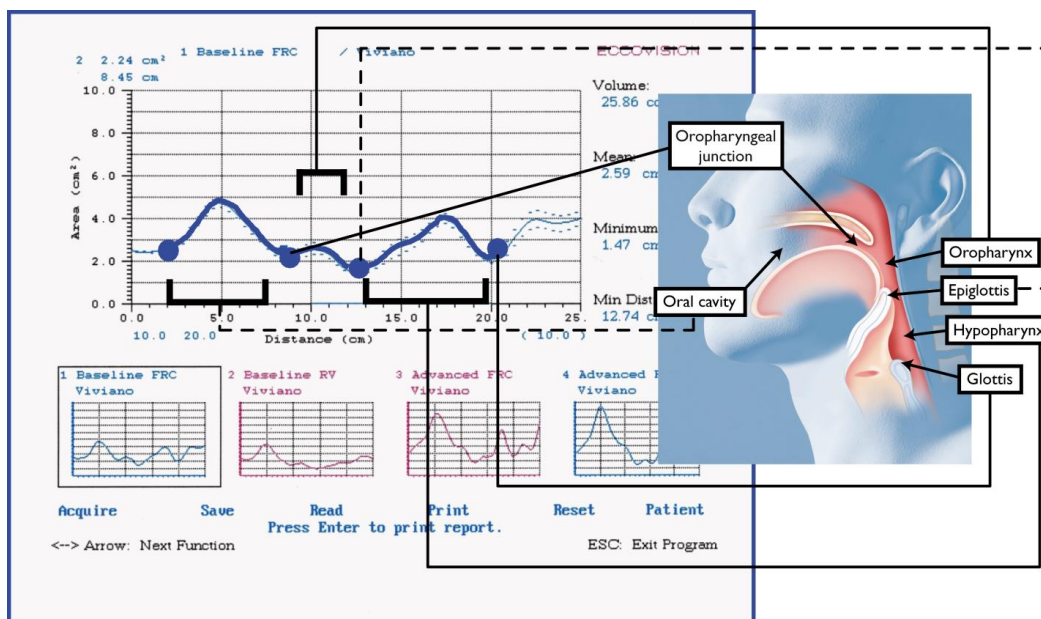 1 Baseline FRC / Viviano
ECCOVISION
2 2.24 cm²
8.45 cm
Volume:
25.86 cc
Mean:
2.59 cm
Minimum
1.47 cm
Min Dist
12.74 cm
Area (cm²)
10.0
8.0
6.0
4.0
2.0
0.0
0.0 5.0 10.0 15.0 20.0 25.
10.0 20.0 Distance (cm) ( 10.0 )
Oropharyngeal
junction
Oral cavity
Oropharynx
Epiglottis
Hypopharynx
Glottis
1 Baseline FRC
Viviano
2 Baseline RV
Viviano
3 Advanced FRC
Viviano
4 Advanced
Viviano
Acquire Save Read Print Reset Patient
Press Enter to print report.
<--> Arrow: Next Function
ESC: Exit Program